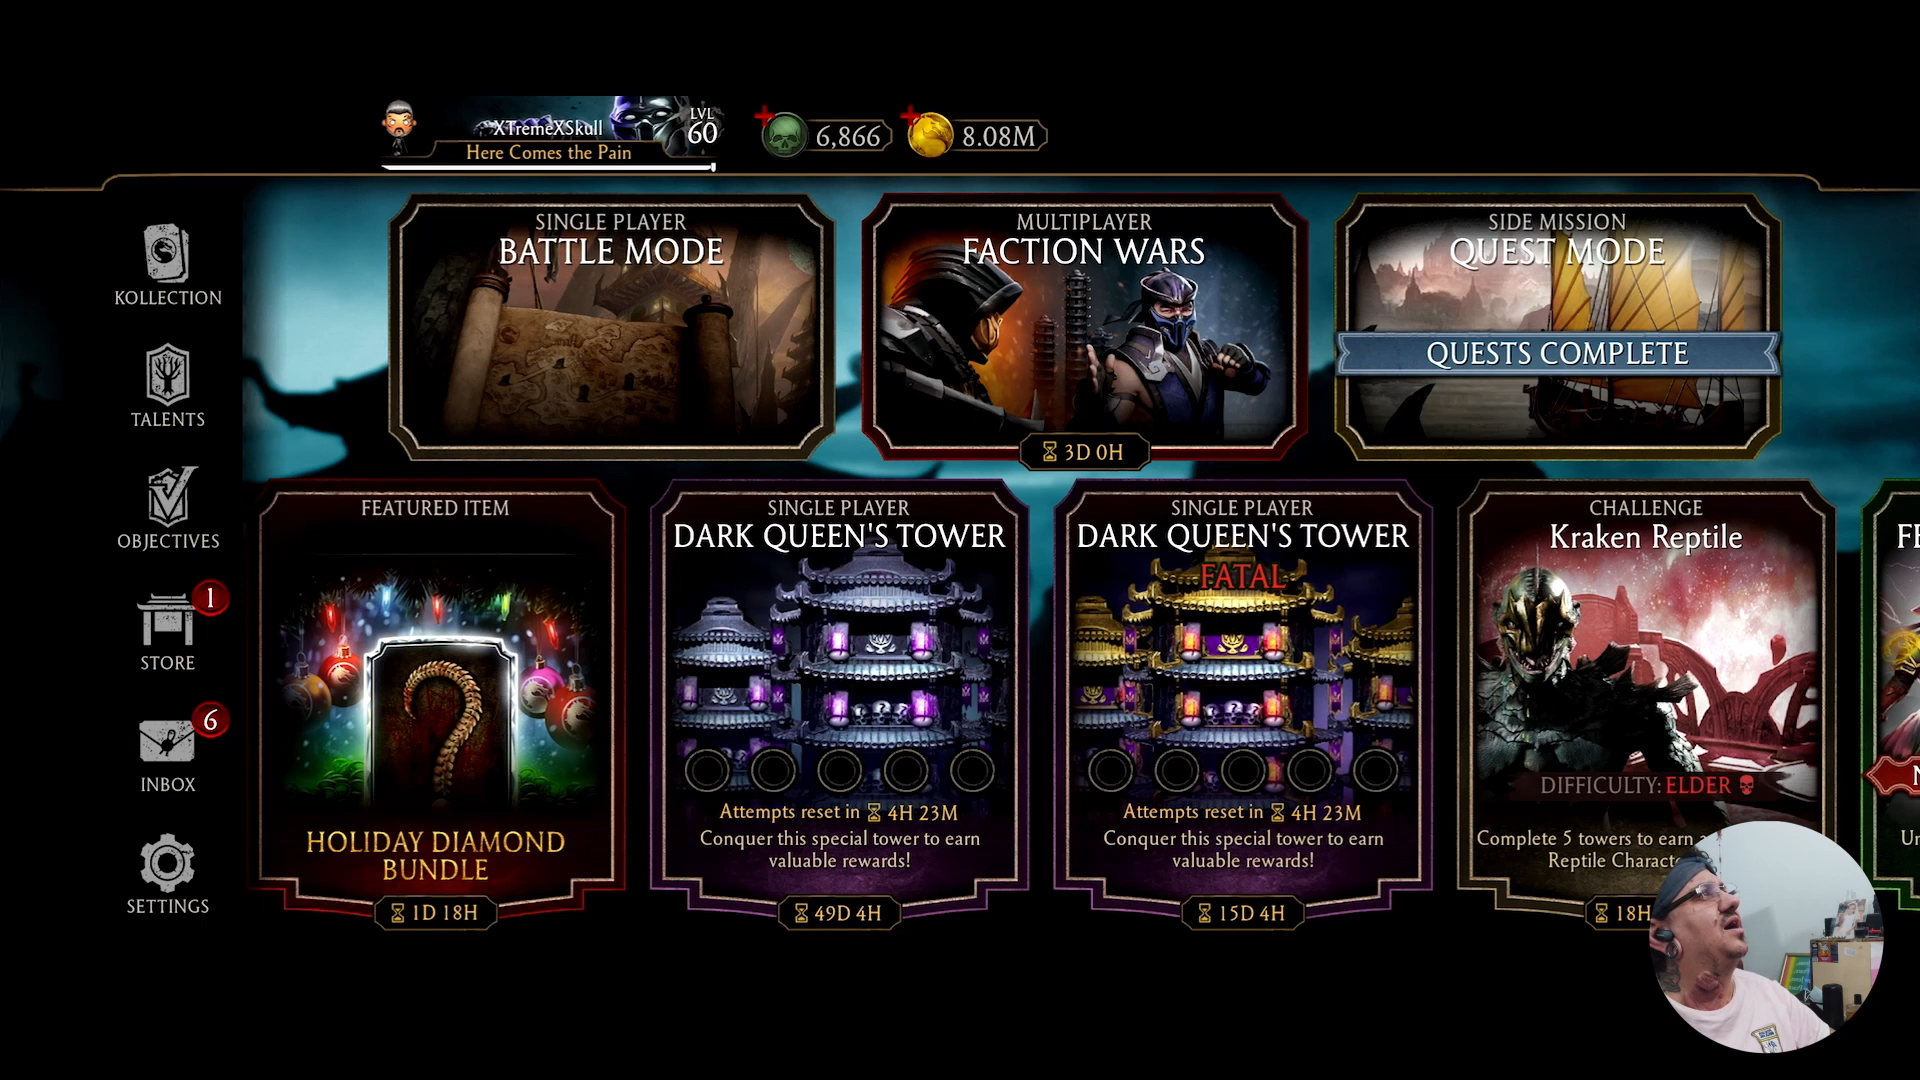 XTremeXSkull
Here Comes the Pain
LVL
60
6,866
8.08M
KOLLECTION
TALENTS
OBJECTIVES
1
STORE
6
INBOX
SETTINGS
SINGLE PLAYER
BATTLE MODE
MULTIPLAYER
FACTION WARS
3D 0H
SIDE MISSION
QUEST MODE
QUESTS COMPLETE
FEATURED ITEM
HOLIDAY DIAMOND
BUNDLE
1D 18H
SINGLE PLAYER
DARK QUEEN'S TOWER
Attempts reset in 4H 23M
Conquer this special tower to earn
valuable rewards!
49D 4H
SINGLE PLAYER
DARK QUEEN'S TOWER
FATAL
Attempts reset in 4H 23M
Conquer this special tower to earn
valuable rewards!
15D 4H
CHALLENGE
Kraken Reptile
DIFFICULTY: ELDER
Complete 5 towers to earn
Reptile
18H